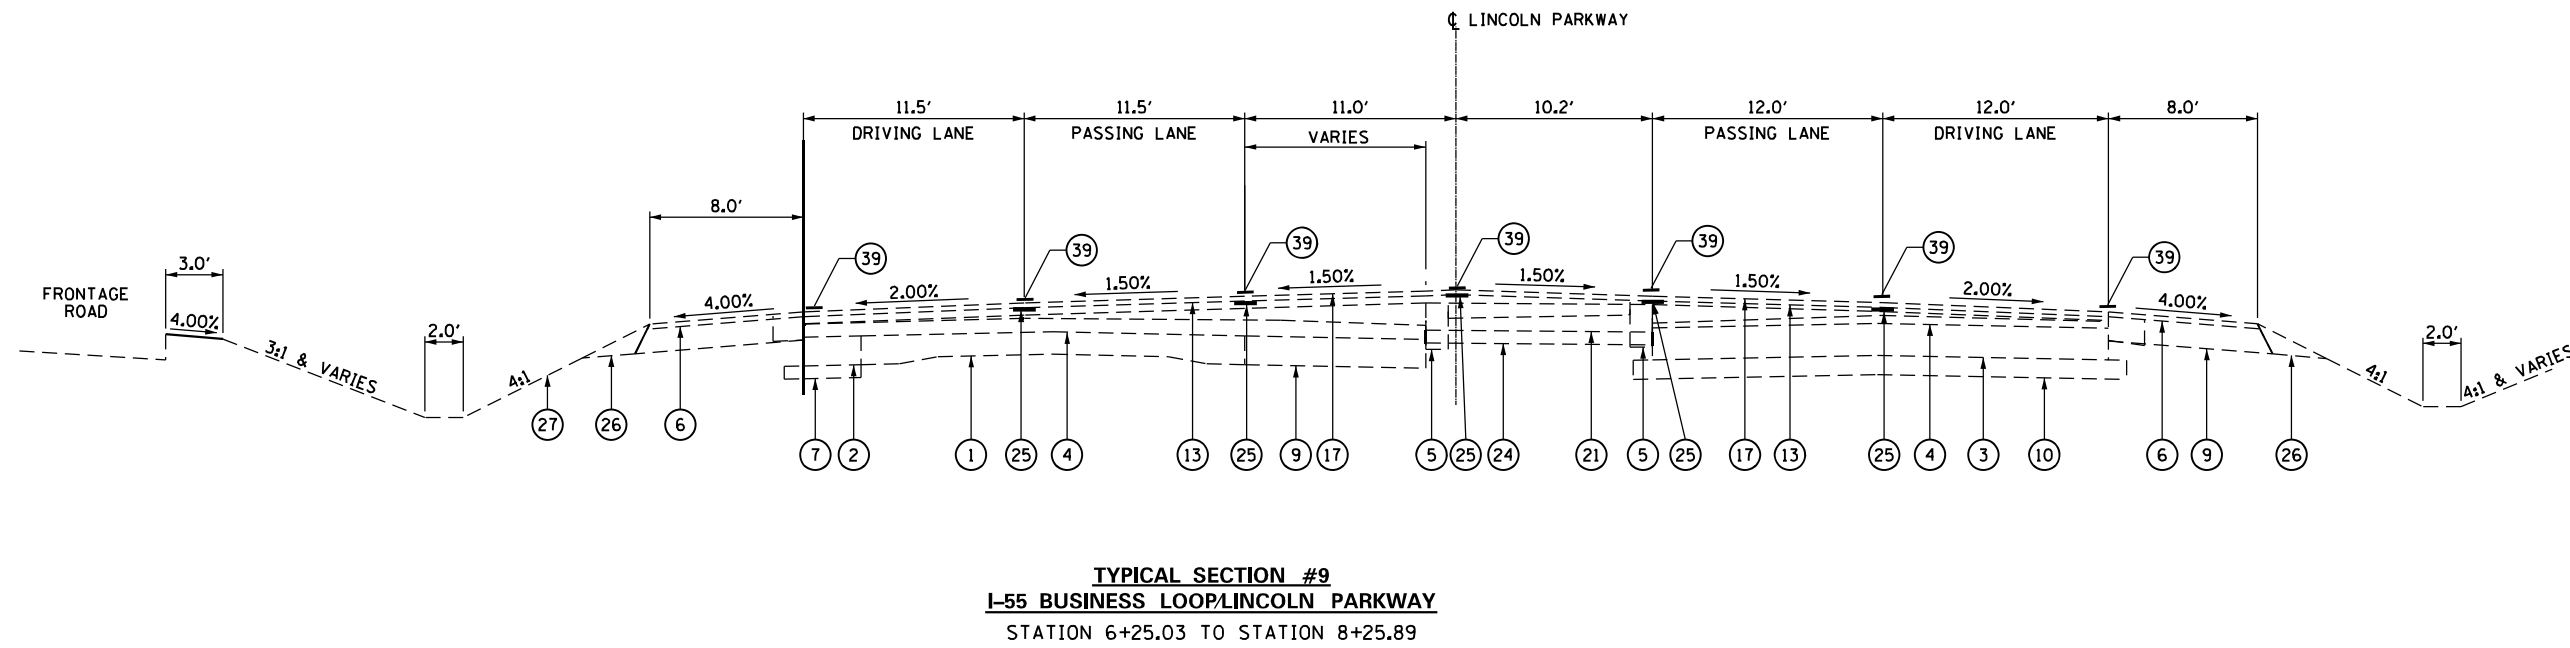 ℄ LINCOLN PARKWAY
11.5' 11.5' 11.0' 10.2' 12.0' 12.0' 8.0'
DRIVING LANE PASSING LANE VARIES PASSING LANE DRIVING LANE
8.0'
3.0' 39 39 39 39 39 39 39
FRONTAGE
ROAD
4.00% 4.00% 2.00% 1.50% 1.50% 1.50% 1.50% 2.00% 4.00%
2.0' 2.0'
3:1 & VARIES 4:1 4:1 4:1 & VARIES
27 26 6
7 2 1 25 4 13 25 9 17 5 25 24 21 5 25 17 13 25 4 3 10 6 9 26
TYPICAL SECTION #9
I-55 BUSINESS LOOP/LINCOLN PARKWAY
STATION 6+25.03 TO STATION 8+25.89